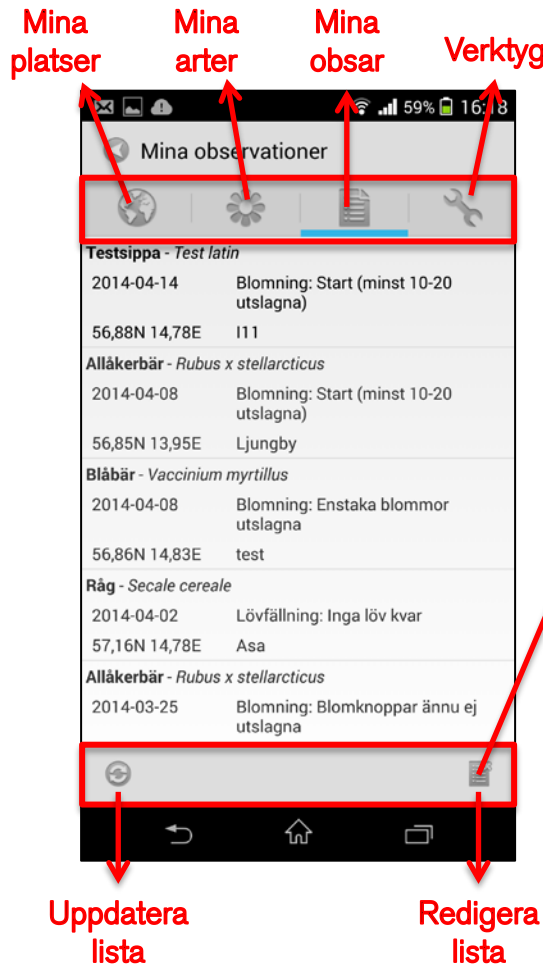 Mina
platser
Mina
arter
Mina
obsar
Verktyg
59% 16:18
Mina observationer
Testsippa - Test latin
2014-04-14 Blomning: Start (minst 10-20
utslagna)
56,88N 14,78E I11
Allåkerbär - Rubus x stellarcticus
2014-04-08 Blomning: Start (minst 10-20
utslagna)
56,85N 13,95E Ljungby
Blåbär - Vaccinium myrtillus
2014-04-08 Blomning: Enstaka blommor
utslagna
56,86N 14,83E test
Råg - Secale cereale
2014-04-02 Lövfällning: Inga löv kvar
57,16N 14,78E Asa
Allåkerbär - Rubus x stellarcticus
2014-03-25 Blomning: Blomknoppar ännu ej
utslagna
Uppdatera
lista
Redigera
lista